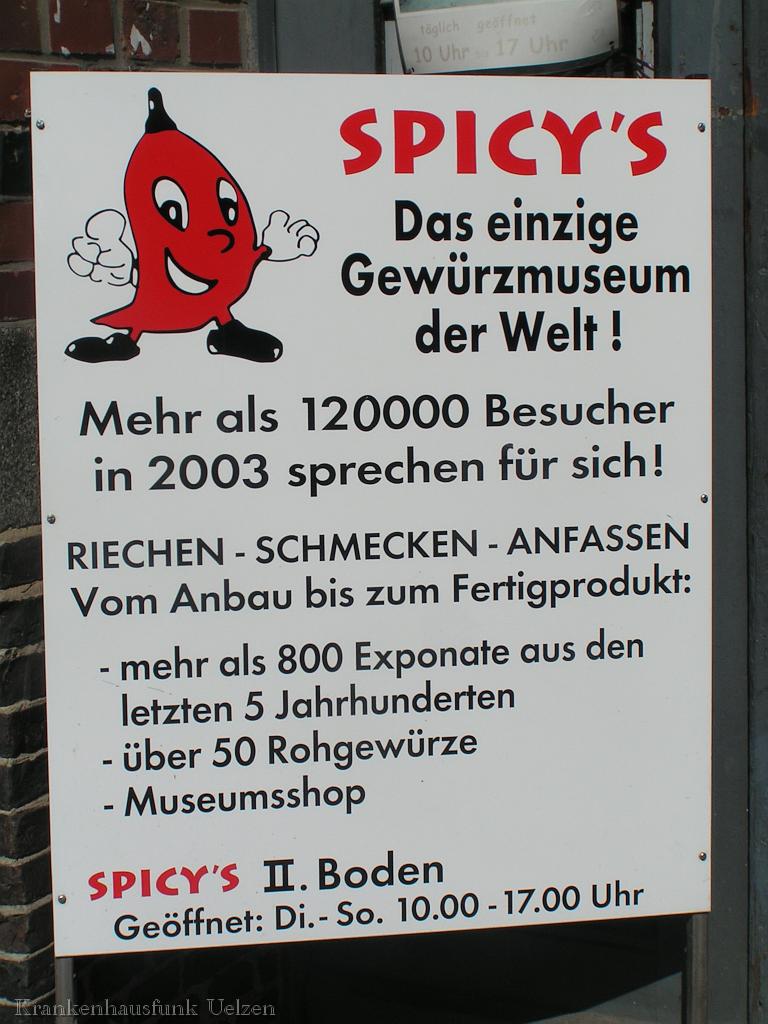 täglich geöffnet
10 Uhr bis 17 Uhr
SPICY'S
Das einzige
Gewürzmuseum
der Welt !
Mehr als 120000 Besucher
in 2003 sprechen für sich!
RIECHEN - SCHMECKEN - ANFASSEN
Vom Anbau bis zum Fertigprodukt:
- mehr als 800 Exponate aus den
letzten 5 Jahrhunderten
- über 50 Rohgewürze
- Museumsshop
SPICY'S II. Boden
Geöffnet: Di.- So. 10.00 - 17.00 Uhr
Krankenhausfunk Uelzen